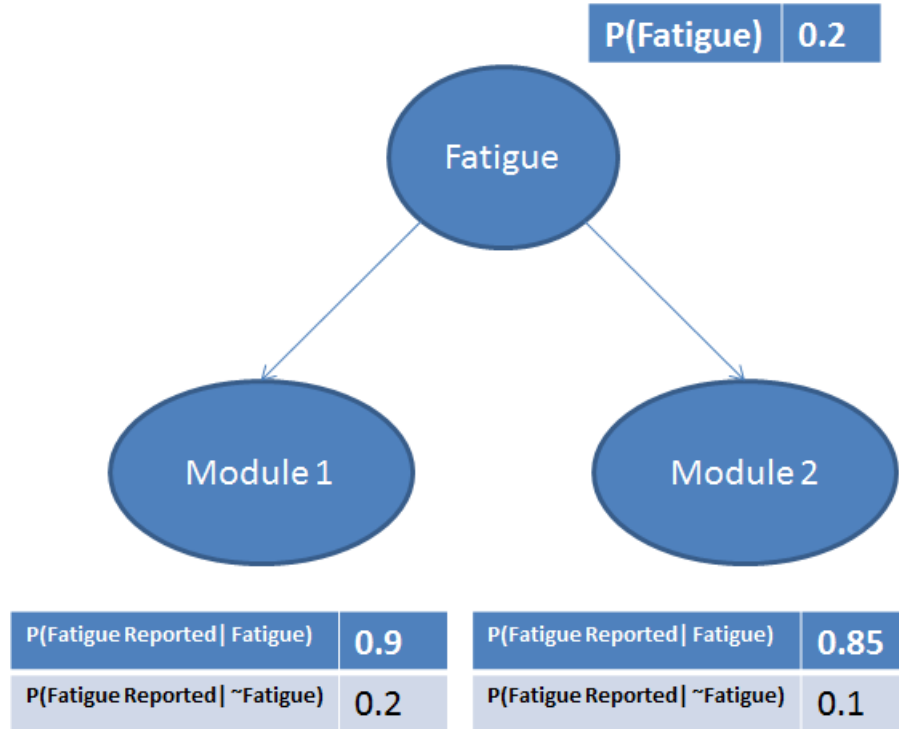 P(Fatigue) 0.2
Fatigue
Module 1
Module 2
P(Fatigue Reported| Fatigue) 0.9
P(Fatigue Reported| ~Fatigue) 0.2
P(Fatigue Reported| Fatigue) 0.85
P(Fatigue Reported| ~Fatigue) 0.1